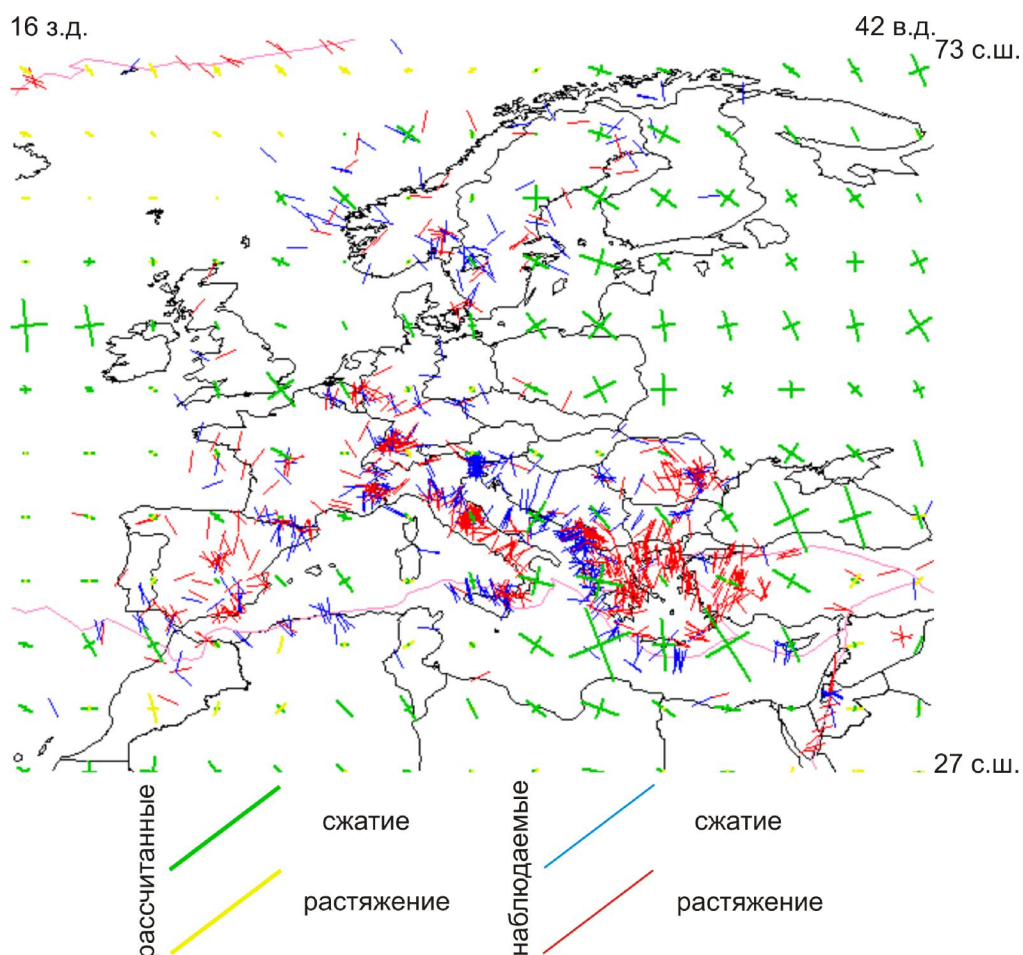 16 з.д.
42 в.д.
73 с.ш.
27 с.ш.
рассчитанные
сжатие
растяжение
наблюдаемые
сжатие
растяжение